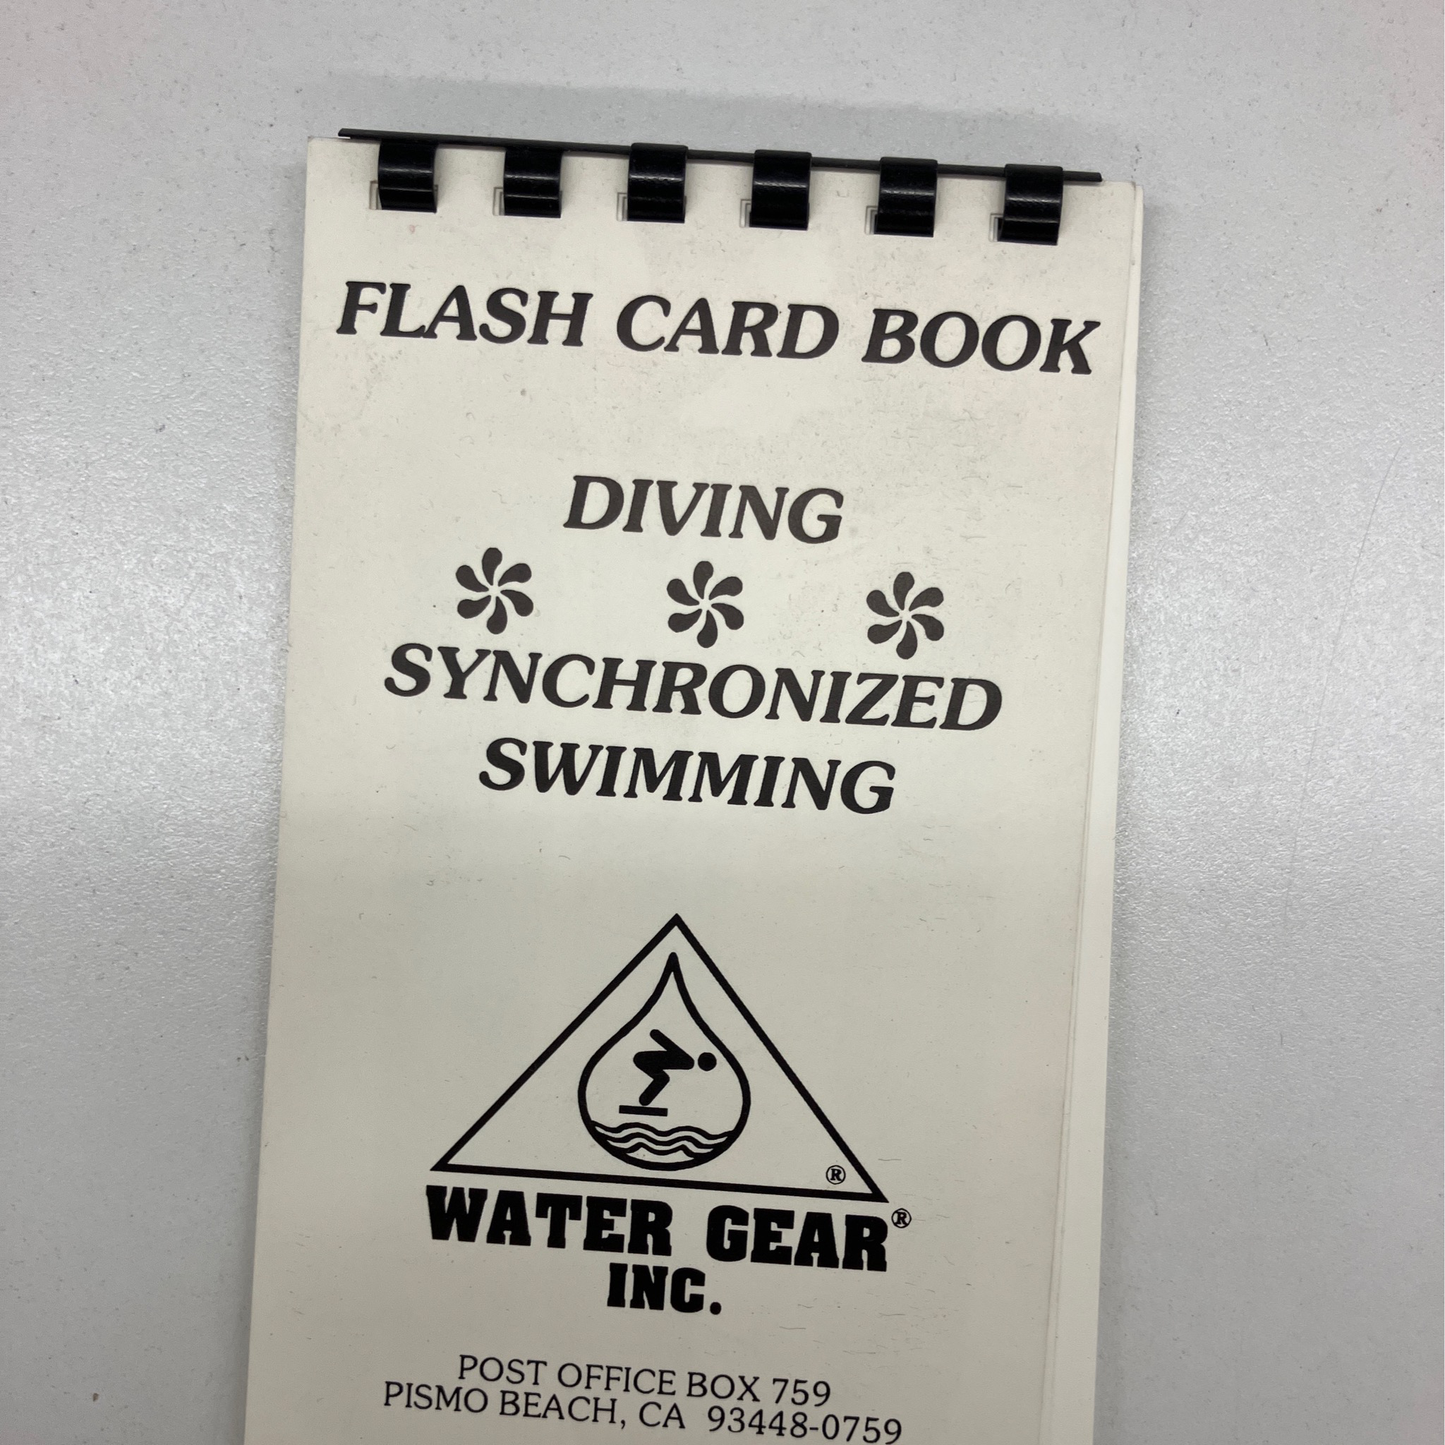 FLASH CARD BOOK
DIVING
SYNCHRONIZED
SWIMMING
®
WATER GEAR®
INC.
POST OFFICE BOX 759
PISMO BEACH, CA 93448-0759